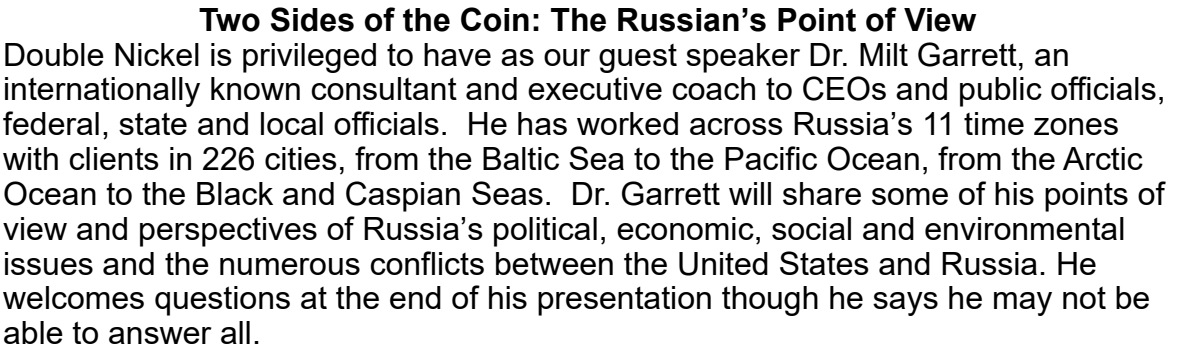 Two Sides of the Coin: The Russian’s Point of View
Double Nickel is privileged to have as our guest speaker Dr. Milt Garrett, an
internationally known consultant and executive coach to CEOs and public officials,
federal, state and local officials.  He has worked across Russia’s 11 time zones
with clients in 226 cities, from the Baltic Sea to the Pacific Ocean, from the Arctic
Ocean to the Black and Caspian Seas.  Dr. Garrett will share some of his points of
view and perspectives of Russia’s political, economic, social and environmental
issues and the numerous conflicts between the United States and Russia. He
welcomes questions at the end of his presentation though he says he may not be
able to answer all.